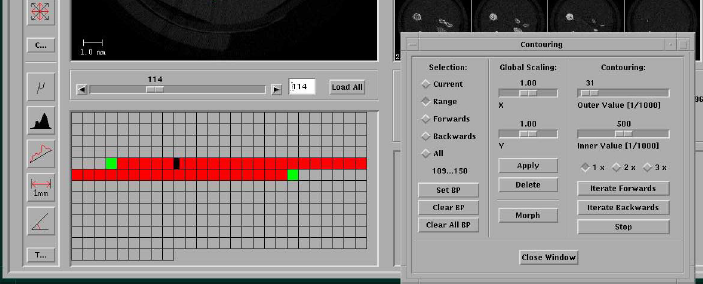 C...
μ
1mm
T...
1.0 nm
114
114
Load All
Contouring
Selection:
Current
Range
Forwards
Backwards
All
109...150
Set BP
Clear BP
Clear All BP
Global Scaling:
1.00
X
1.00
Y
Apply
Delete
Morph
Contouring:
31
Outer Value [1/1000]
500
Inner Value [1/1000]
1 x
2 x
3 x
Iterate Forwards
Iterate Backwards
Stop
Close Window